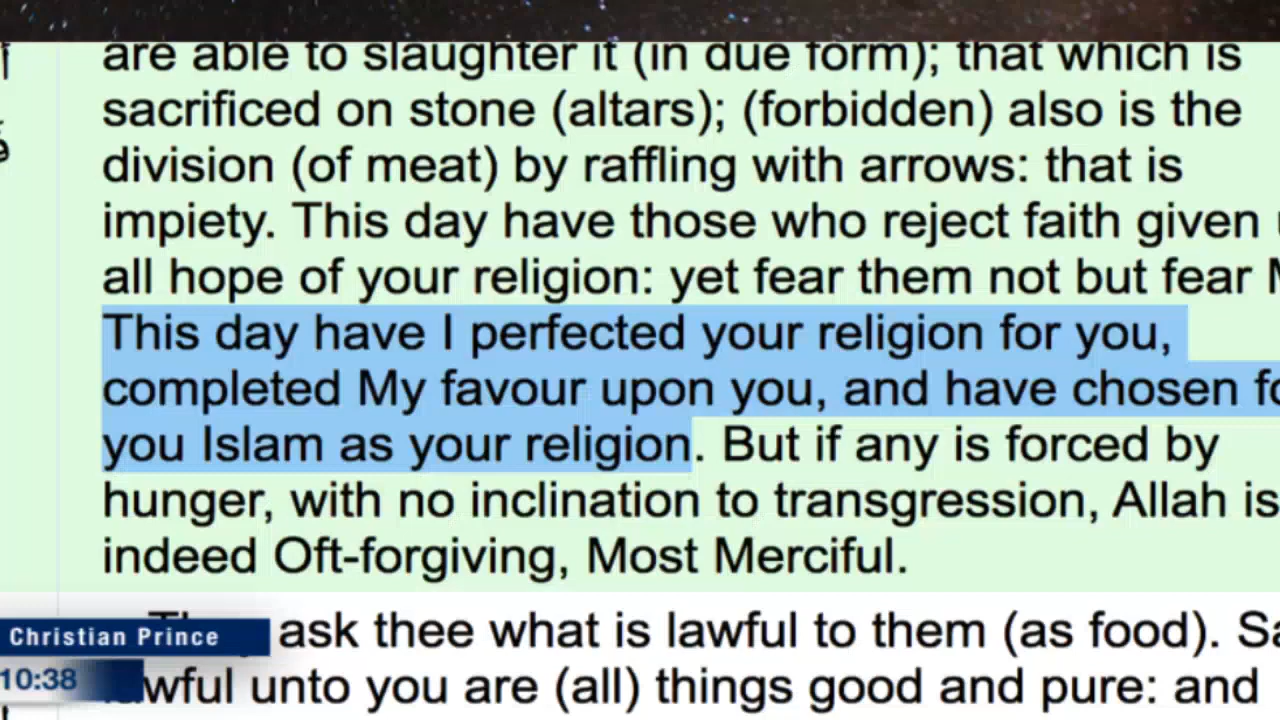 are able to slaughter it (in due form); that which is
sacrificed on stone (altars); (forbidden) also is the
division (of meat) by raffling with arrows: that is
impiety. This day have those who reject faith given
all hope of your religion: yet fear them not but fear
This day have I perfected your religion for you,
completed My favour upon you, and have chosen
you Islam as your religion. But if any is forced by
hunger, with no inclination to transgression, Allah is
indeed Oft-forgiving, Most Merciful.
ask thee what is lawful to them (as food).
Christian Prince
unto you are (all) things good and pure: and
10:38